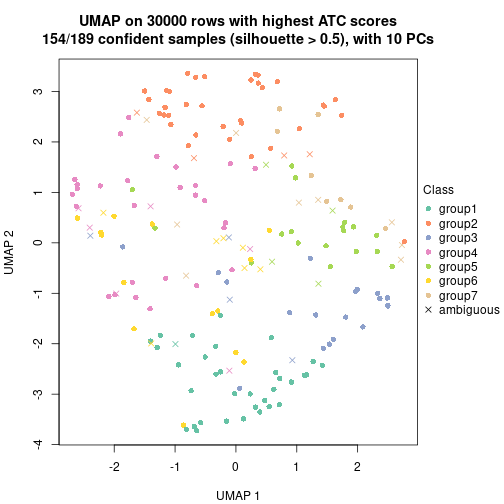 UMAP on 30000 rows with highest ATC scores
154/189 confident samples (silhouette > 0.5), with 10 PCs
3
2
1
0
-1
-2
-3
-4
UMAP 2
-2
-1
0
1
2
UMAP 1
Class
group1
group2
group3
group4
group5
group6
group7
ambiguous